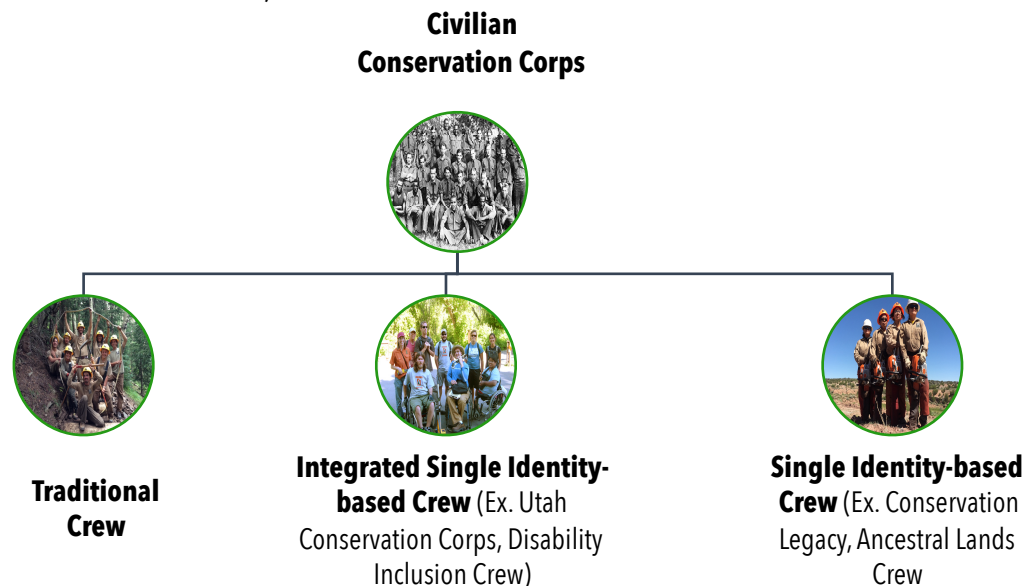 Civilian
Conservation Corps
Traditional
Crew
Integrated Single Identity-
based Crew (Ex. Utah
Conservation Corps, Disability
Inclusion Crew)
Single Identity-based
Crew (Ex. Conservation
Legacy, Ancestral Lands
Crew